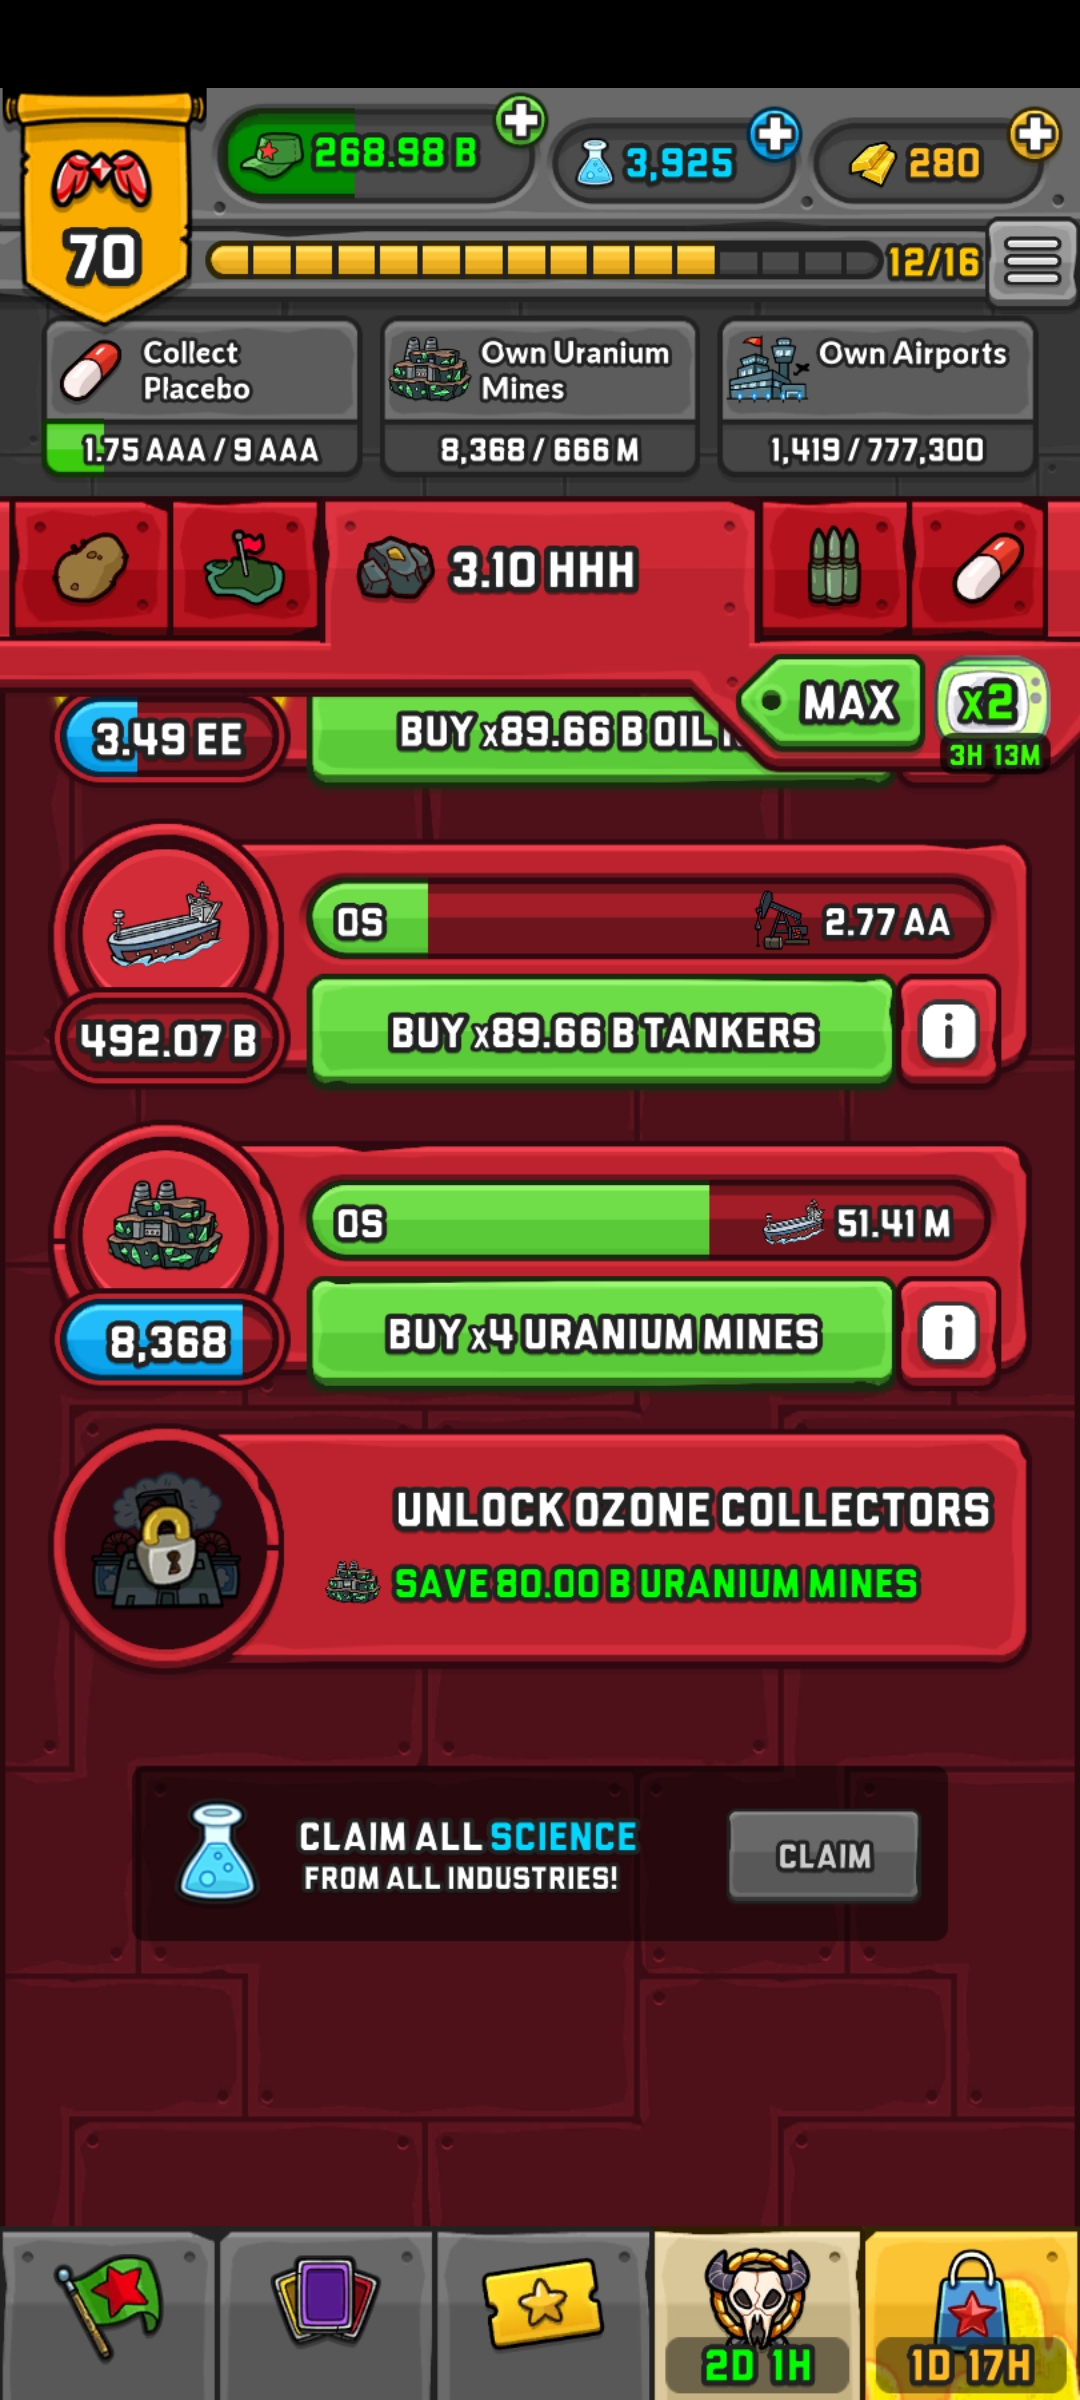 268.98 B
3,925
280
70
12/16
Collect
Placebo
1.75 AAA / 9 AAA
Own Uranium
Mines
8,368 / 666 M
Own Airports
1,419 / 777,300
3.10 HHH
MAX
x2
3H 13M
3.49 EE
BUY x89.66 B OIL
0S
2.77 AA
492.07 B
BUY x89.66 B TANKERS
i
0S
51.41 M
8,368
BUY x4 URANIUM MINES
i
UNLOCK OZONE COLLECTORS
SAVE 80.00 B URANIUM MINES
CLAIM ALL SCIENCE
FROM ALL INDUSTRIES!
CLAIM
2D 1H
1D 17H